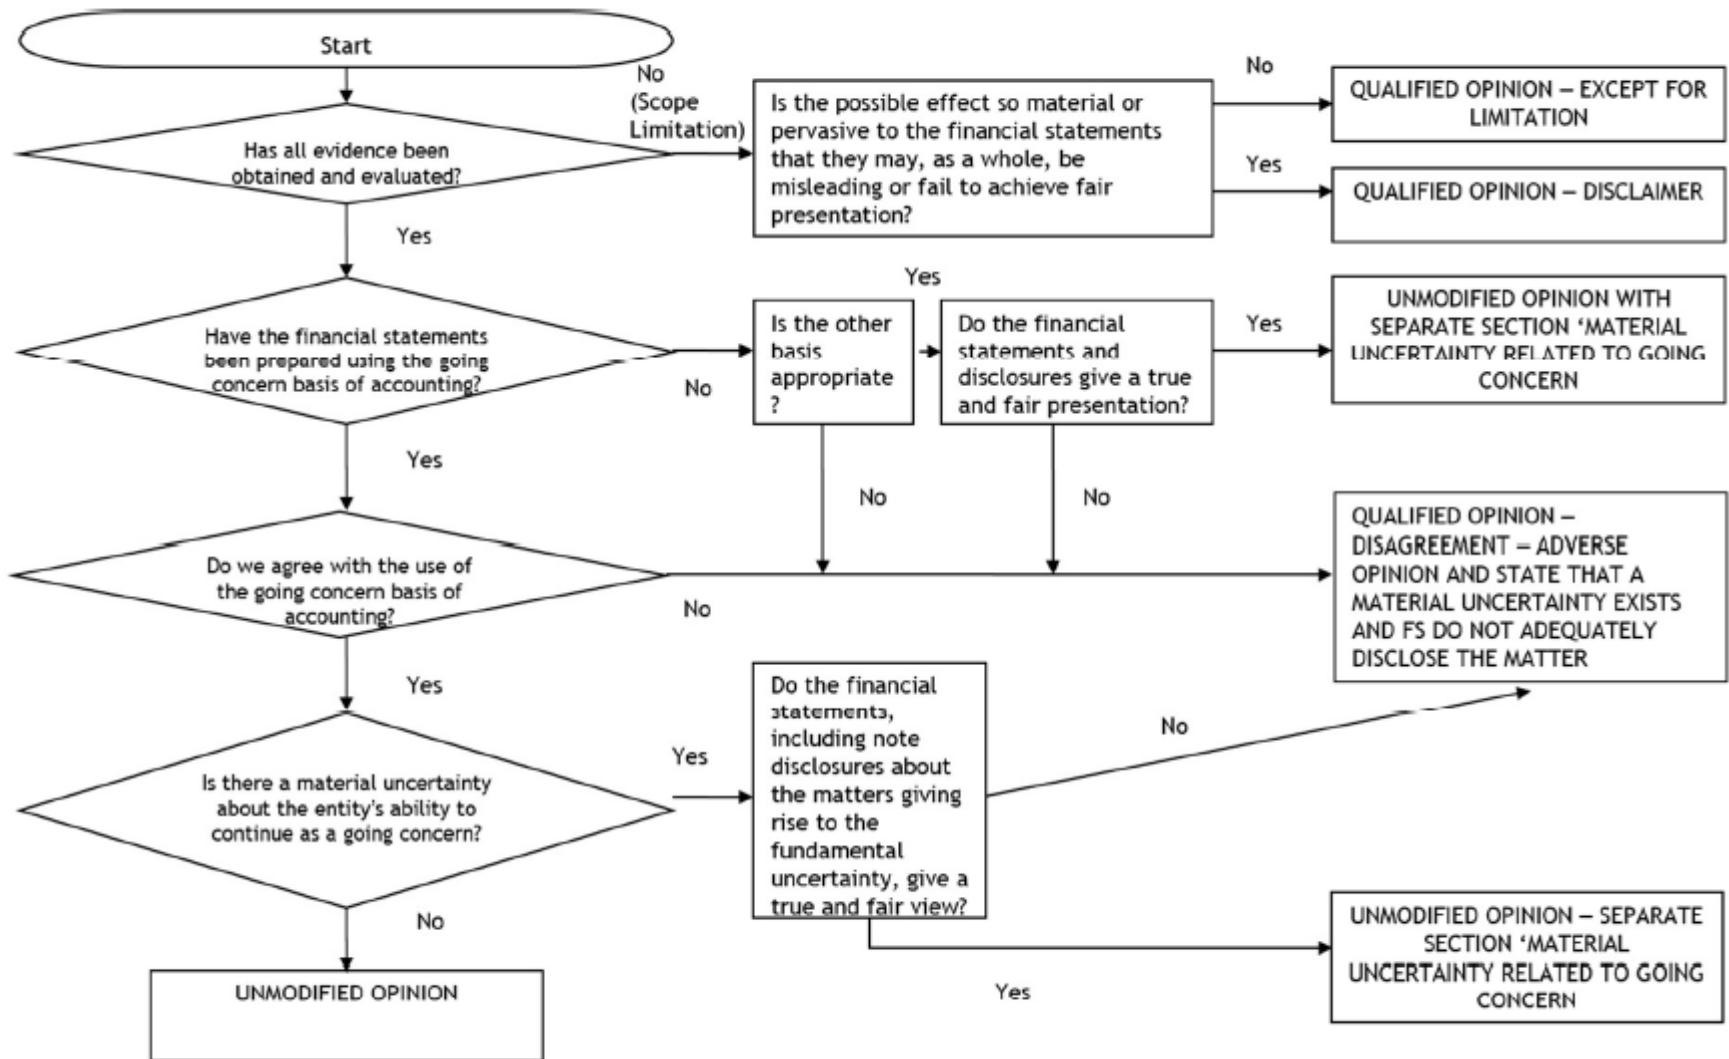 Start
No
(Scope
Limitation)
Has all evidence been
obtained and evaluated?
Is the possible effect so material or
pervasive to the financial statements
that they may, as a whole, be
misleading or fail to achieve fair
presentation?
No
QUALIFIED OPINION – EXCEPT FOR
LIMITATION
Yes
QUALIFIED OPINION – DISCLAIMER
Yes
Have the financial statements
been prepared using the going
concern basis of accounting?
No
Is the other
basis
appropriate
?
Yes
Do the financial
statements and
disclosures give a true
and fair presentation?
Yes
UNMODIFIED OPINION WITH
SEPARATE SECTION ‘MATERIAL
UNCERTAINTY RELATED TO GOING
CONCERN
No
No
Yes
Do we agree with the use of
the going concern basis of
accounting?
No
QUALIFIED OPINION –
DISAGREEMENT – ADVERSE
OPINION AND STATE THAT A
MATERIAL UNCERTAINTY EXISTS
AND FS DO NOT ADEQUATELY
DISCLOSE THE MATTER
Yes
Is there a material uncertainty
about the entity’s ability to
continue as a going concern?
Yes
Do the financial
statements,
including note
disclosures about
the matters giving
rise to the
fundamental
uncertainty, give a
true and fair view?
No
Yes
UNMODIFIED OPINION – SEPARATE
SECTION ‘MATERIAL
UNCERTAINTY RELATED TO GOING
CONCERN
No
UNMODIFIED OPINION